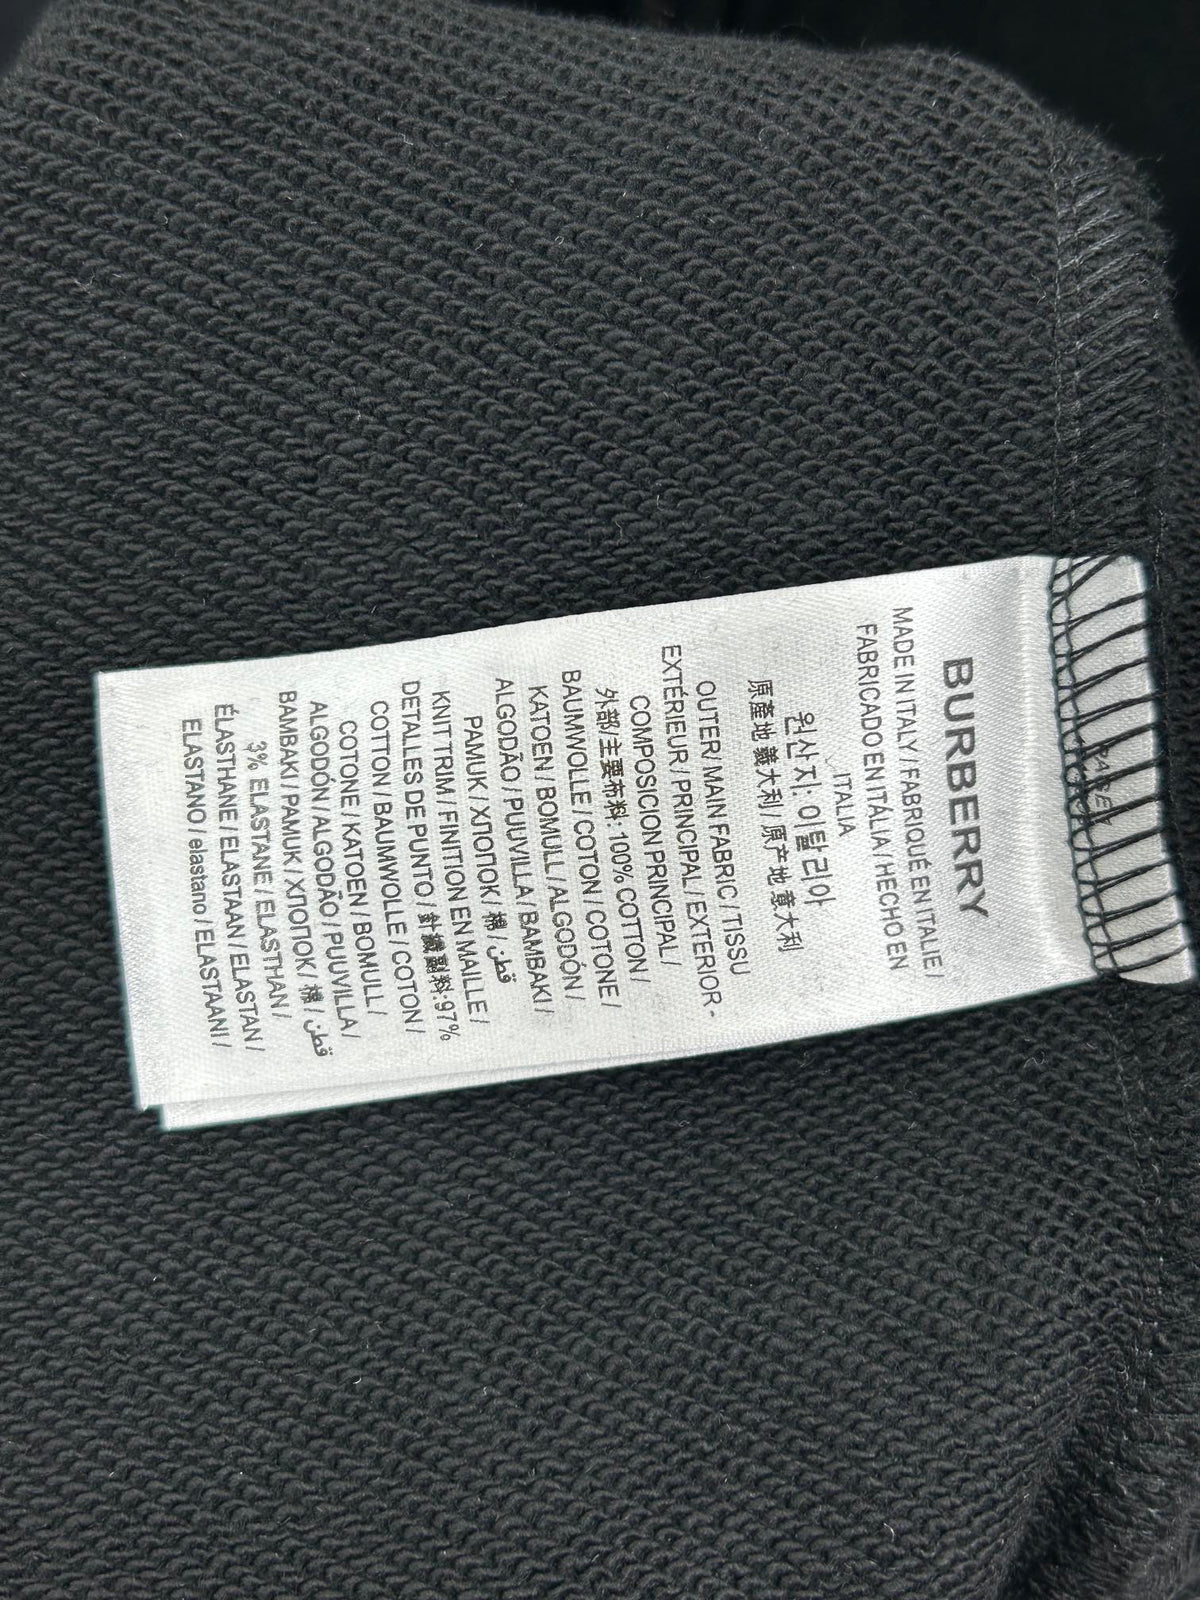 BURBERRY
MADE IN ITALY / FABRIQUÉ EN ITALIE /
FABRICADO EN ITÁLIA / HECHO EN
ITALIA
원산지: 이탈리아
原產地 義大利 / 原产地 意大利
OUTER/ MAIN FABRIC / TISSU
EXTÉRIEUR / PRINCIPAL / EXTERIOR -
COMPOSICION PRINCIPAL /
外部/主要布料: 100% COTTON /
BAUMWOLLE / COTON / COTONE /
KATOEN / BOMULL / ALGODÓN /
ALGODÃO / PUUVILLA / BAMBAKI /
PAMUK / ХЛОПОК / 棉 / قطن
KNIT TRIM / FINITION EN MAILLE /
DETALLES DE PUNTO / 針織副料:97%
COTTON / BAUMWOLLE / COTON /
COTONE / KATOEN / BOMULL /
ALGODÓN / ALGODÃO / PUUVILLA /
BAMBAKI / PAMUK / ХЛОПОК / 棉 / قطن
3% ELASTANE / ELASTHAN /
ÉLASTHANE / ELASTAAN / ELASTAN /
ELASTANO / elastano / ELASTAANI /